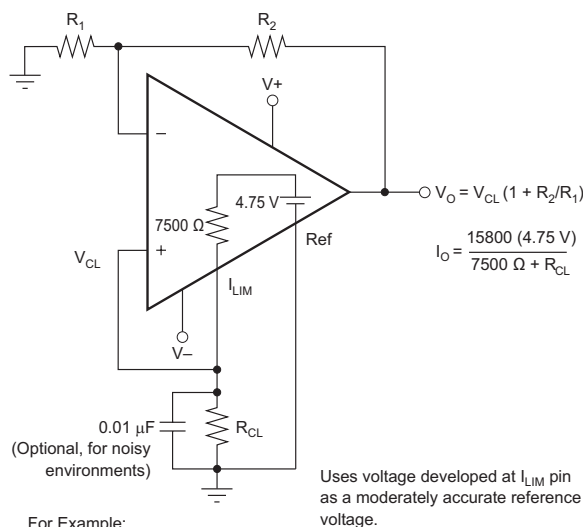 R1
R2
V+
–
4.75 V
7500 Ω
Ref
VO = VCL (1 + R2/R1)
IO = 15800 (4.75 V) / 7500 Ω + RCL
VCL
+
ILIM
V–
0.01 μF
(Optional, for noisy
environments)
RCL
Uses voltage developed at ILIM pin
as a moderately accurate reference
voltage.
For Example: